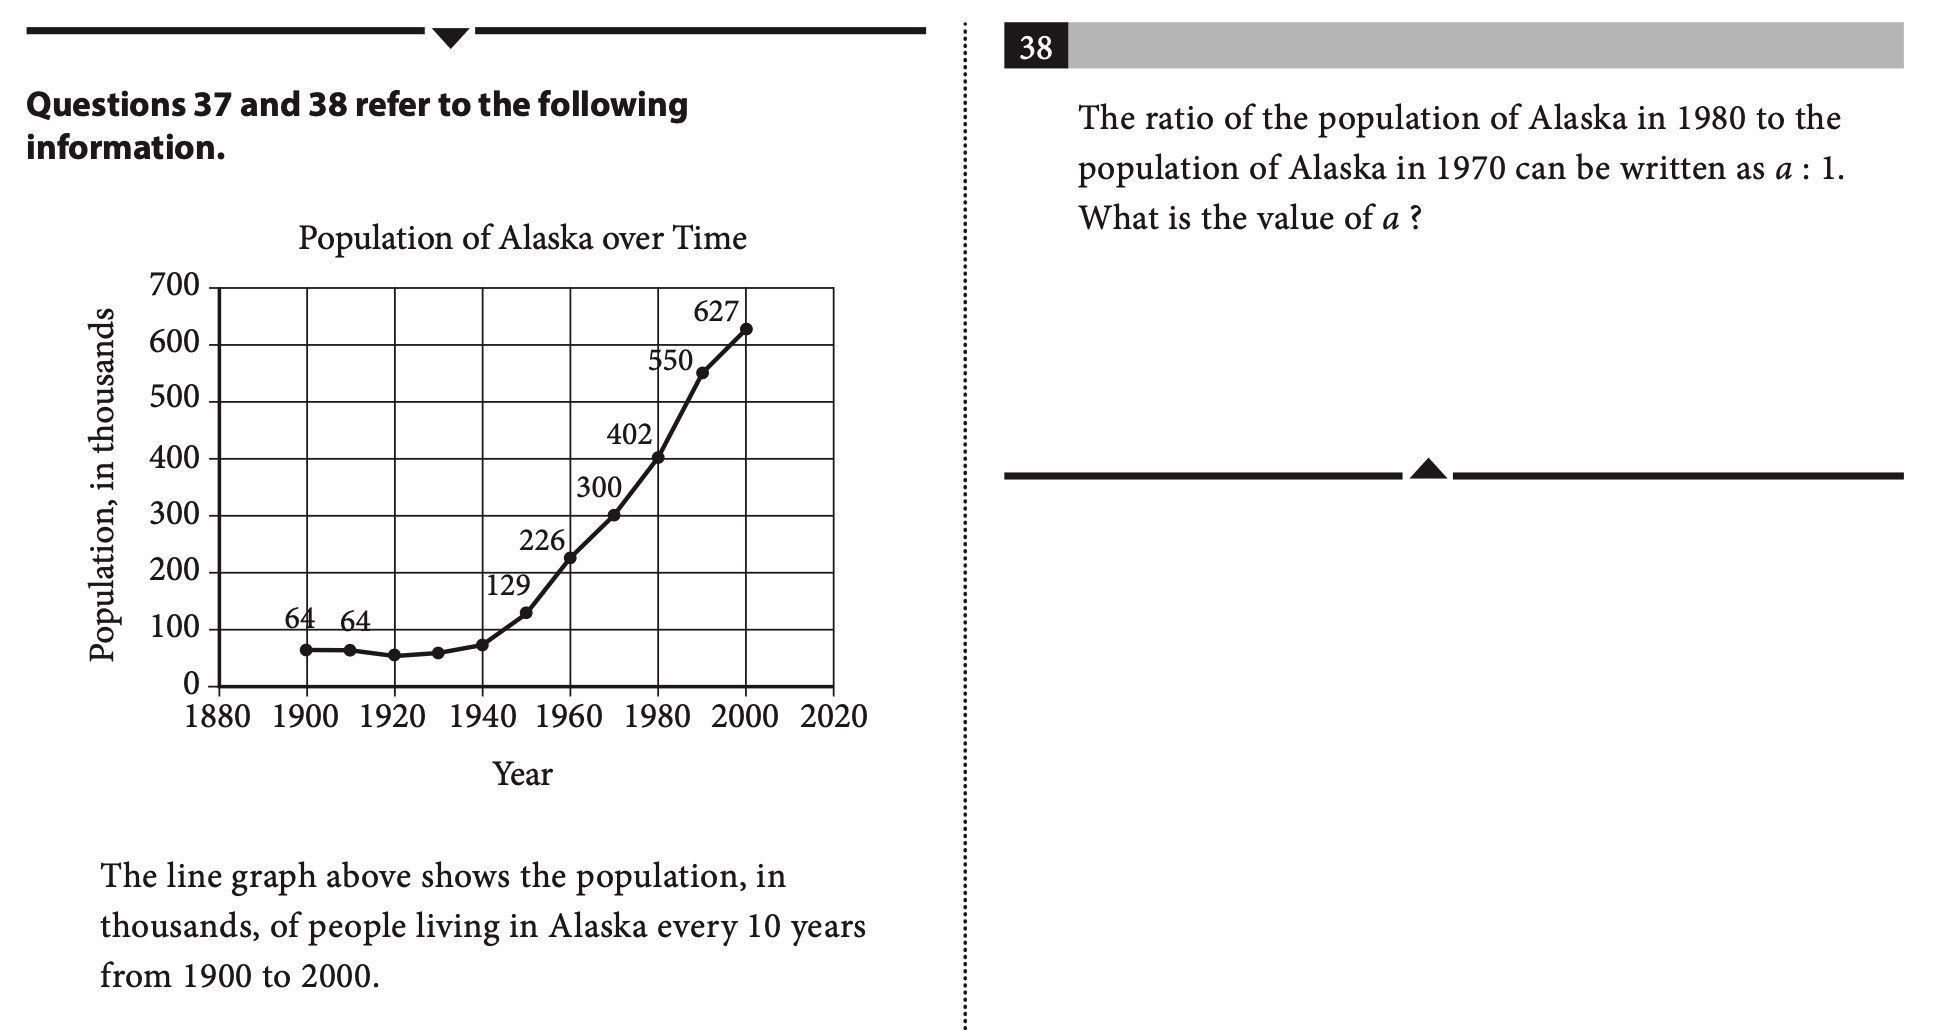 Questions 37 and 38 refer to the following
information.
Population of Alaska over Time
Population, in thousands
700
600
500
400
300
200
100
0
64
64
129
226
300
402
550
627
1880 1900 1920 1940 1960 1980 2000 2020
Year
The line graph above shows the population, in
thousands, of people living in Alaska every 10 years
from 1900 to 2000.
38
The ratio of the population of Alaska in 1980 to the
population of Alaska in 1970 can be written as a : 1.
What is the value of a ?